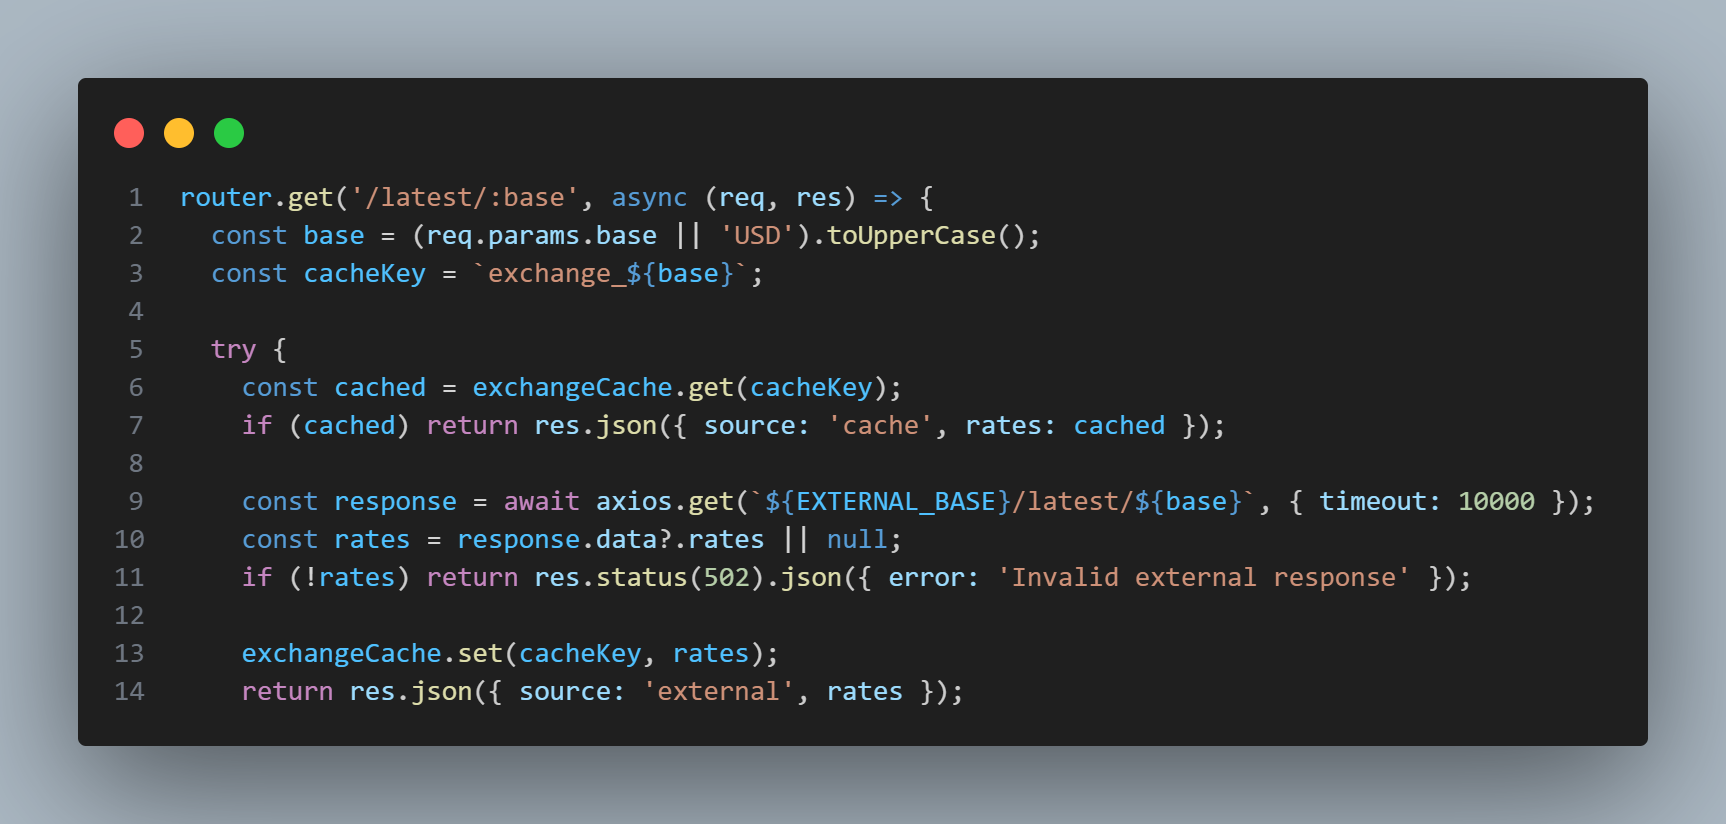 1 router.get('/latest/:base', async (req, res) => {
2   const base = (req.params.base || 'USD').toUpperCase();
3   const cacheKey = `exchange_${base}`;
4
5   try {
6     const cached = exchangeCache.get(cacheKey);
7     if (cached) return res.json({ source: 'cache', rates: cached });
8
9     const response = await axios.get(`${EXTERNAL_BASE}/latest/${base}`, { timeout: 10000 });
10     const rates = response.data?.rates || null;
11     if (!rates) return res.status(502).json({ error: 'Invalid external response' });
12
13     exchangeCache.set(cacheKey, rates);
14     return res.json({ source: 'external', rates });